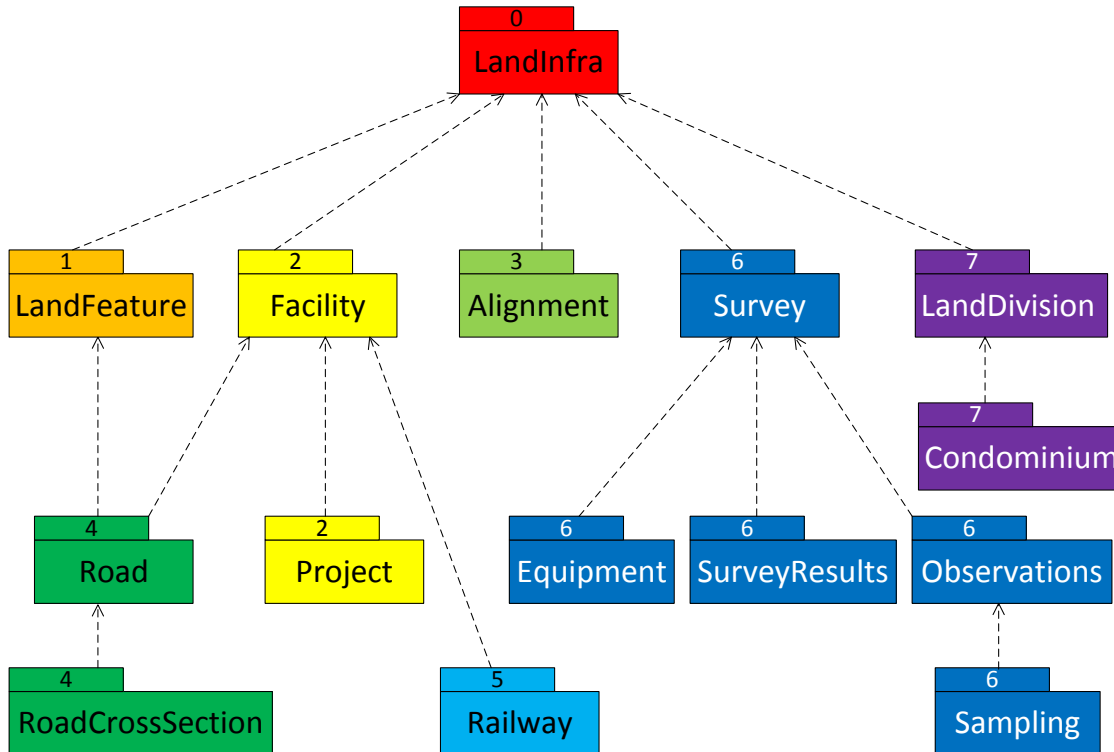 0
LandInfra
1
LandFeature
2
Facility
3
Alignment
6
Survey
7
LandDivision
7
Condominium
4
Road
2
Project
6
Equipment
6
SurveyResults
6
Observations
4
RoadCrossSection
5
Railway
6
Sampling